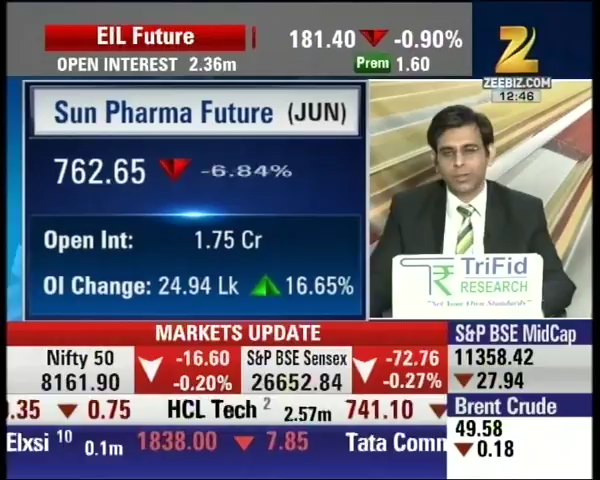 EIL Future
181.40 -0.90%
OPEN INTEREST 2.36m
Prem 1.60
ZEEBIZ.COM
12:46
Sun Pharma Future (JUN)
762.65 -6.84%
Open Int: 1.75 Cr
OI Change: 24.94 Lk 16.65%
TriFid
RESEARCH
"Act Your Own Standards"
MARKETS UPDATE
Nifty 50
8161.90
-16.60
-0.20%
S&P BSE Sensex
26652.84
-72.76
-0.27%
S&P BSE MidCap
11358.42
27.94
Brent Crude
49.58
0.18
.35 0.75 HCL Tech 2 2.57m 741.10
Elxsi 10 0.1m 1838.00 7.85 Tata Comn